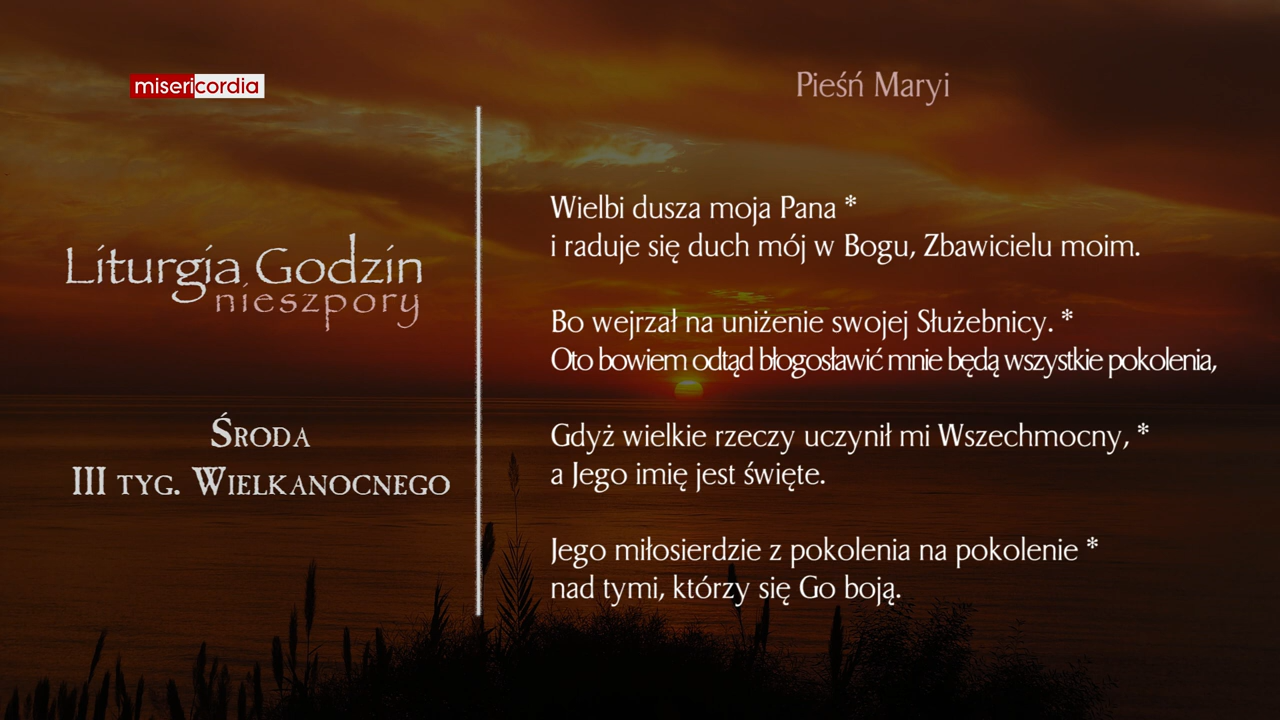 misericordia
Pieśń Maryi
Liturgia Godzin
nieszpory
Środa
III tyg. Wielkanocnego
Wielbi dusza moja Pana *
i raduje się duch mój w Bogu, Zbawicielu moim.
Bo wejrzał na uniżenie swojej Służebnicy. *
Oto bowiem odtąd błogosławić mnie będą wszystkie pokolenia,
Gdyż wielkie rzeczy uczynił mi Wszechmocny, *
a Jego imię jest święte.
Jego miłosierdzie z pokolenia na pokolenie *
nad tymi, którzy się Go boją.